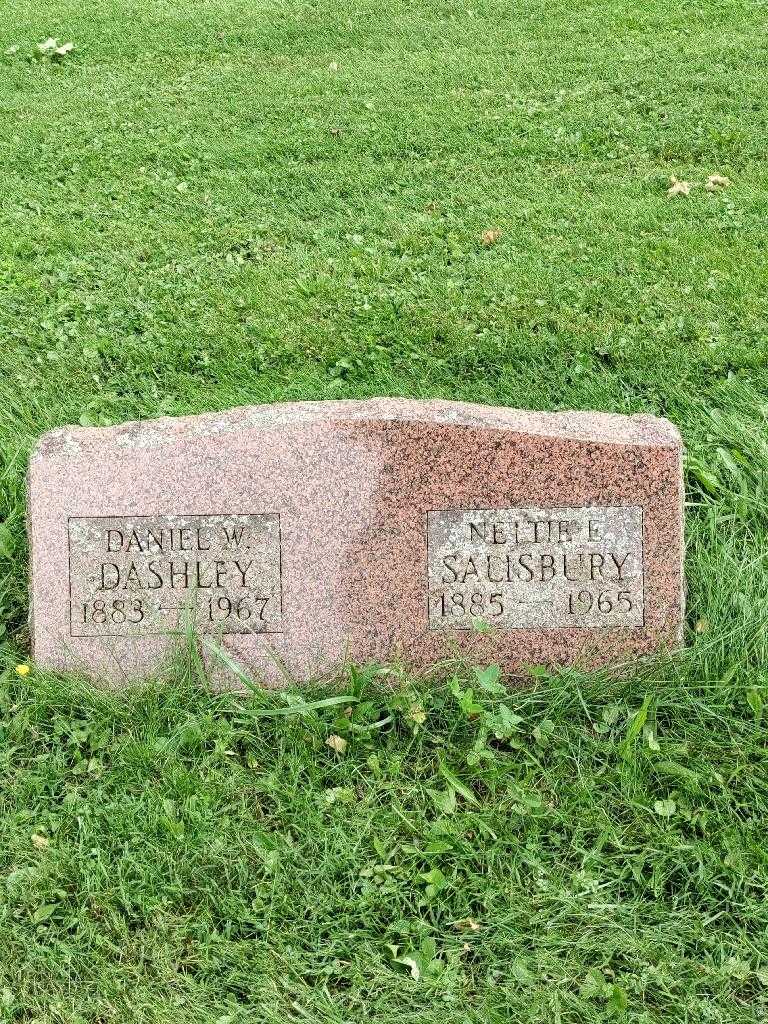 DANIEL W.
DASHLEY
1883 — 1967
NETTIE E
SALISBURY
1885 — 1965